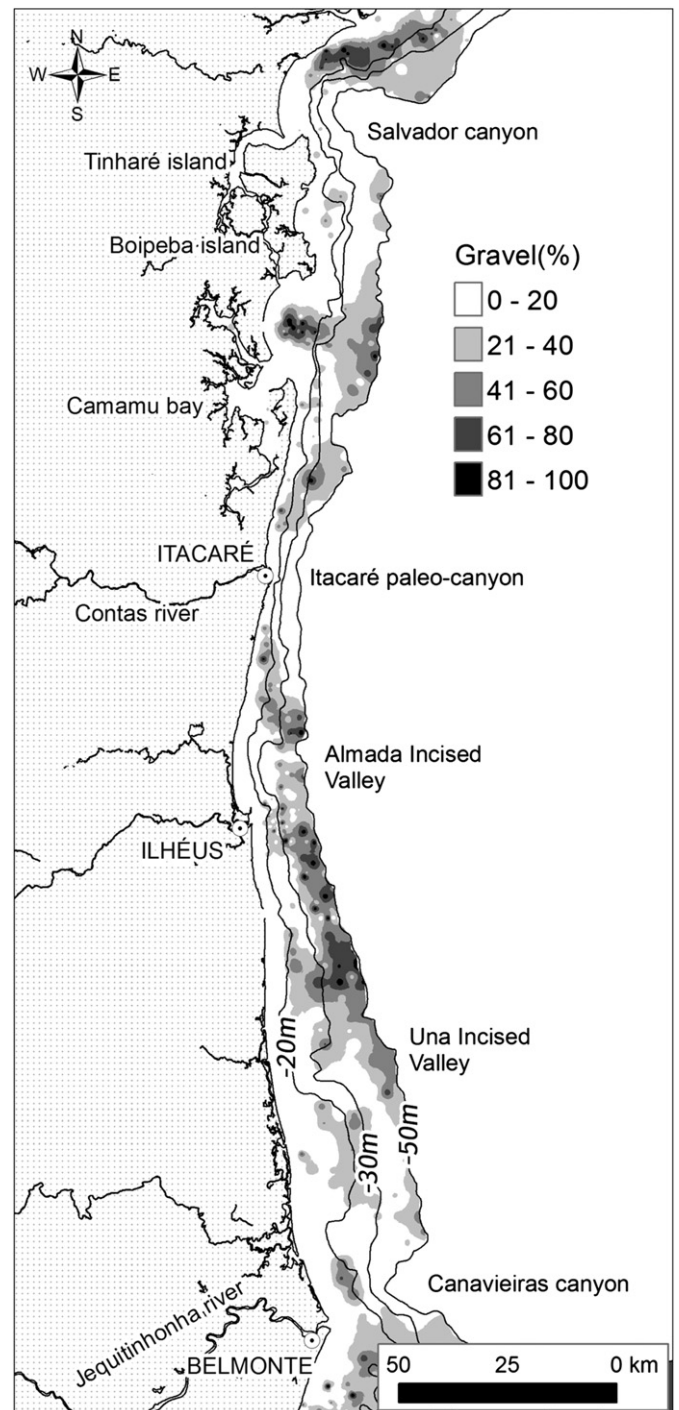 N
W E
S
Salvador canyon
Tinharé island
Boipeba island
Gravel(%)
0 - 20
21 - 40
41 - 60
61 - 80
81 - 100
Camamu bay
ITACARÉ
Itacaré paleo-canyon
Contas river
Almada Incised
Valley
ILHÉUS
Una Incised
Valley
-20m
-30m
-50m
Canavieiras canyon
Jequitinhonha river
BELMONTE
50 25 0 km